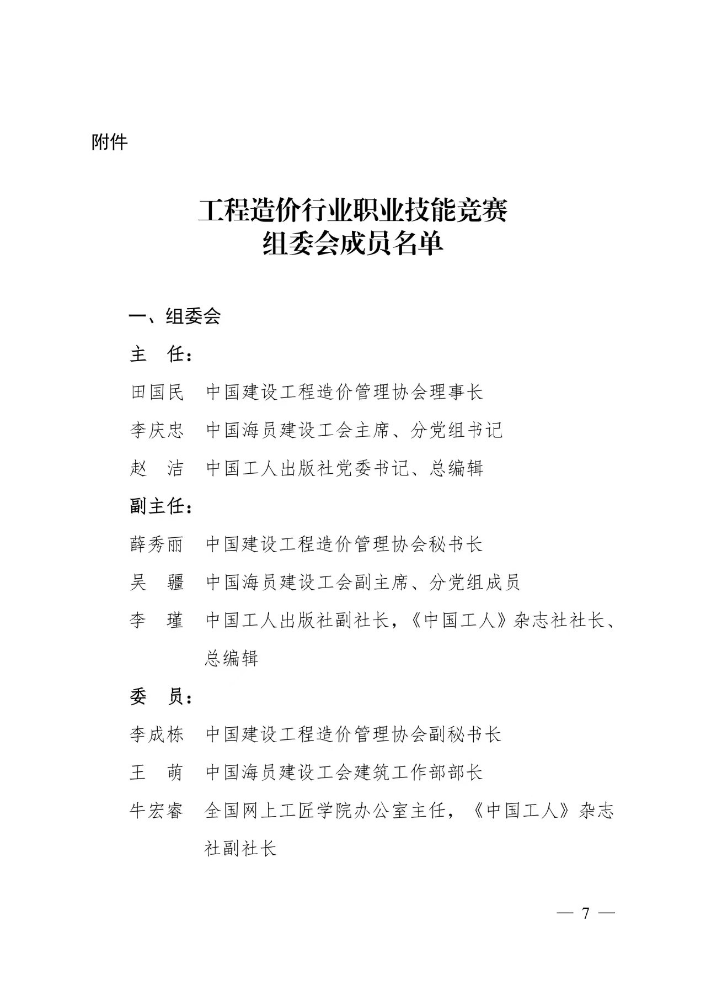 附件
工程造价行业职业技能竞赛
组委会成员名单
一、组委会
主　任：
田国民　中国建设工程造价管理协会理事长
李庆忠　中国海员建设工会主席、分党组书记
赵　洁　中国工人出版社党委书记、总编辑
副主任：
薛秀丽　中国建设工程造价管理协会秘书长
吴　疆　中国海员建设工会副主席、分党组成员
李　瑾　中国工人出版社副社长，《中国工人》杂志社社长、
总编辑
委　员：
李成栋　中国建设工程造价管理协会副秘书长
王　萌　中国海员建设工会建筑工作部部长
牛宏睿　全国网上工匠学院办公室主任，《中国工人》杂志
社副社长
— 7 —